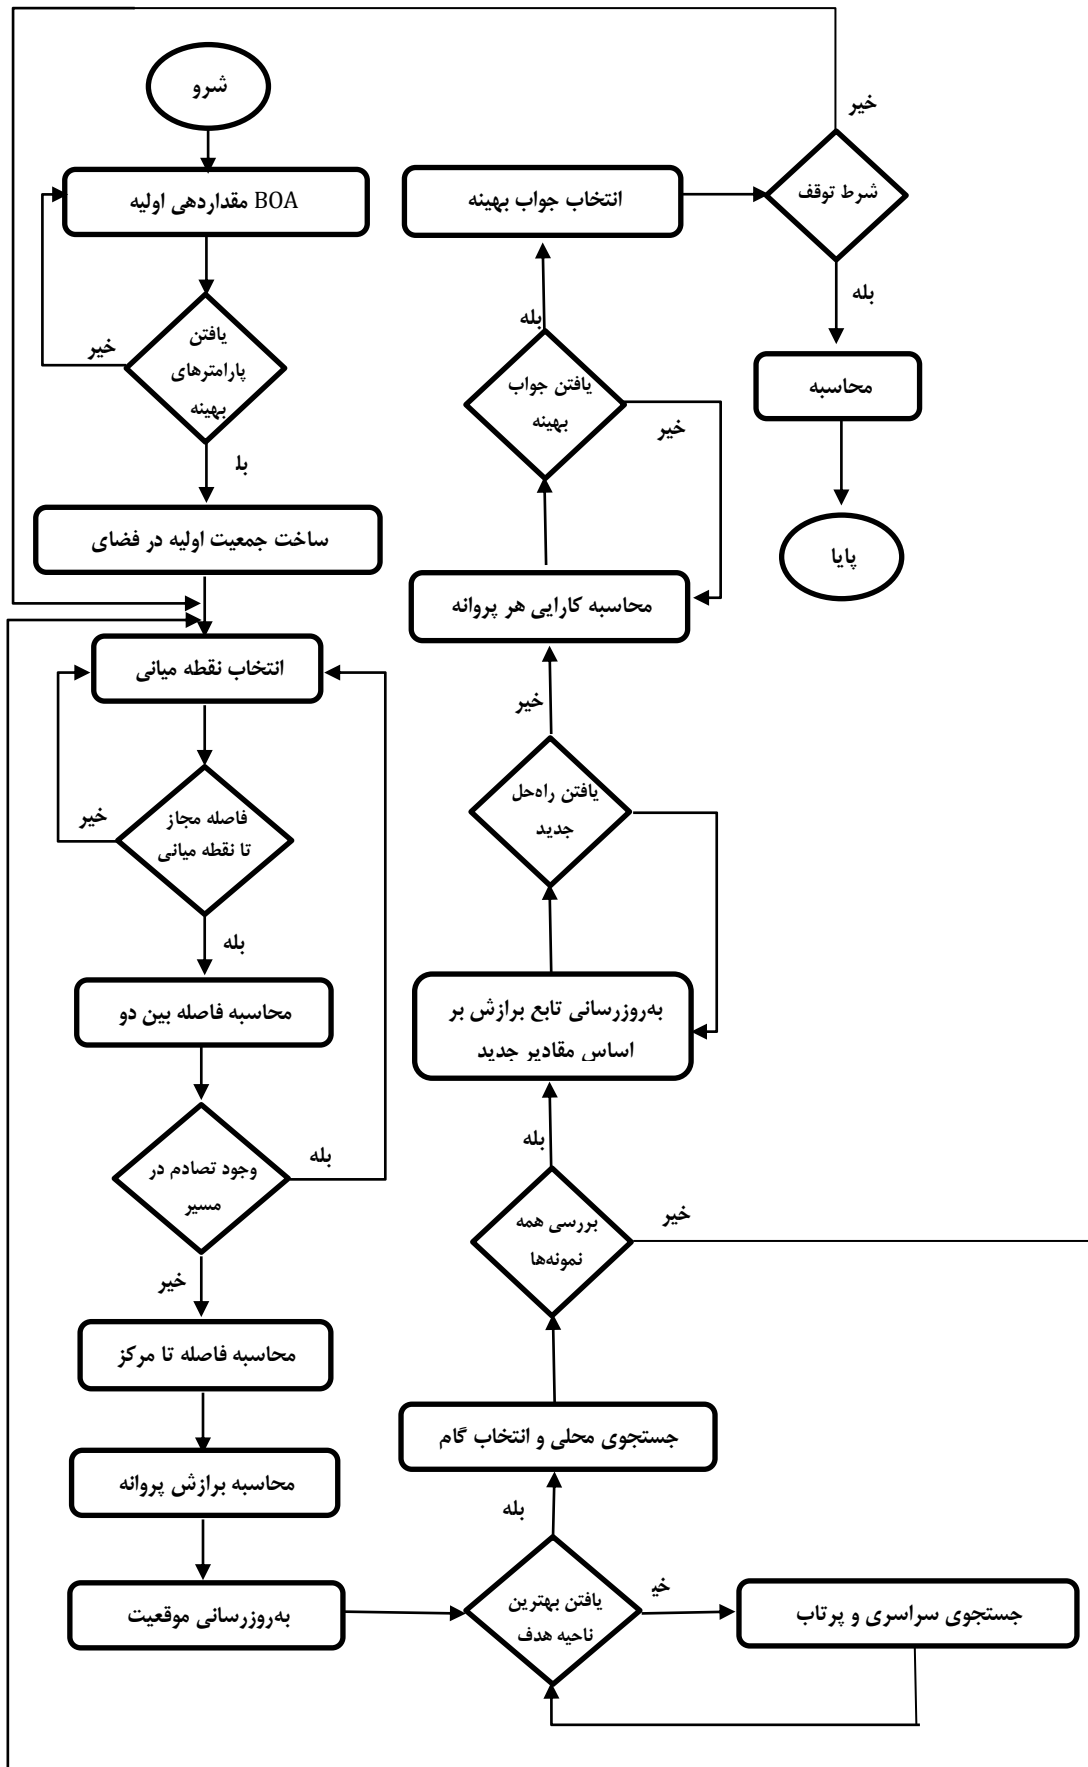 شرو
مقداردهی اولیه BOA
یافتن
پارامترهای
بهینه
خیر
بل
ساخت جمعیت اولیه در فضای
انتخاب نقطه میانی
فاصله مجاز
تا نقطه میانی
خیر
بله
محاسبه فاصله بین دو
وجود تصادم در
مسیر
بله
خیر
محاسبه فاصله تا مرکز
محاسبه برازش پروانه
به‌روزرسانی موقعیت
یافتن بهترین
ناحیه هدف
خیر
جستجوی سراسری و پرتاب
بله
جستجوی محلی و انتخاب گام
بررسی همه
نمونه‌ها
خیر
بله
به‌روزرسانی تابع برازش بر
اساس مقادیر جدید
یافتن راه‌حل
جدید
خیر
محاسبه کارایی هر پروانه
یافتن جواب
بهینه
خیر
بله
انتخاب جواب بهینه
شرط توقف
خیر
بله
محاسبه
پایا